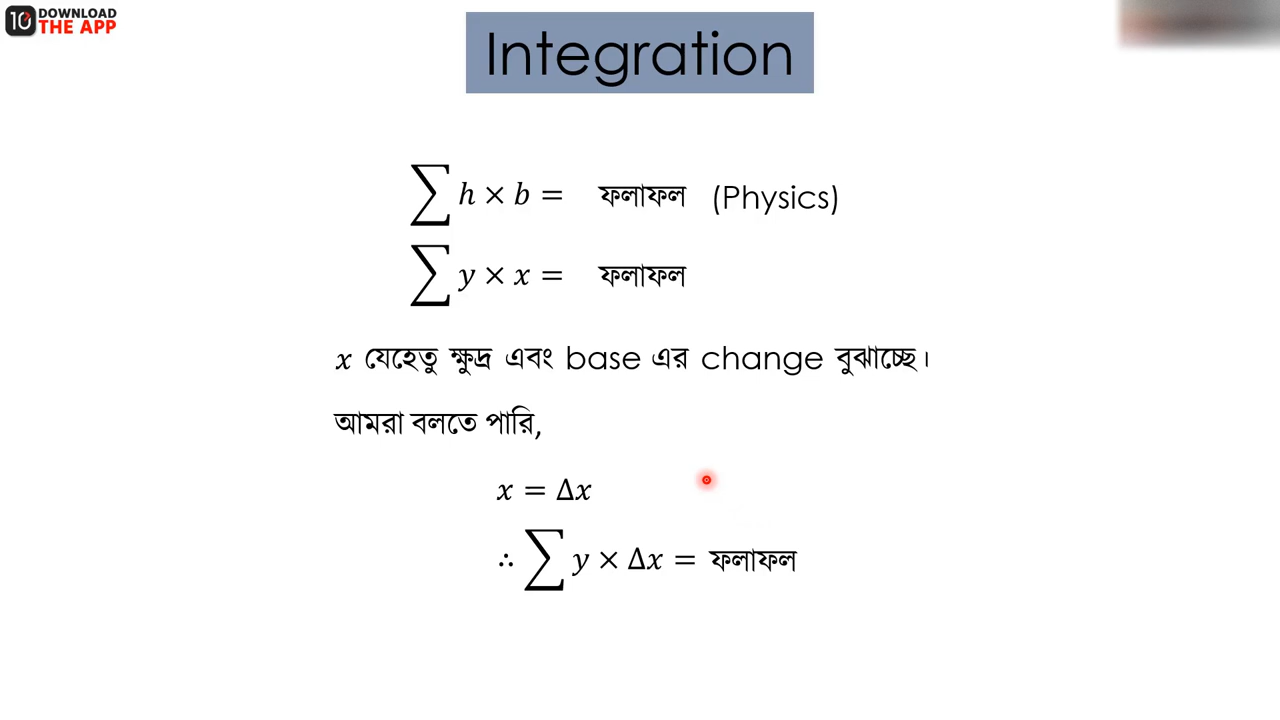 10 DOWNLOAD
THE APP
Integration
∑ h × b = ফলাফল (Physics)
∑ y × x = ফলাফল
x যেহেতু ক্ষুদ্র এবং base এর change বুঝাচ্ছে।
আমরা বলতে পারি,
x = Δx
∴ ∑ y × Δx = ফলাফল